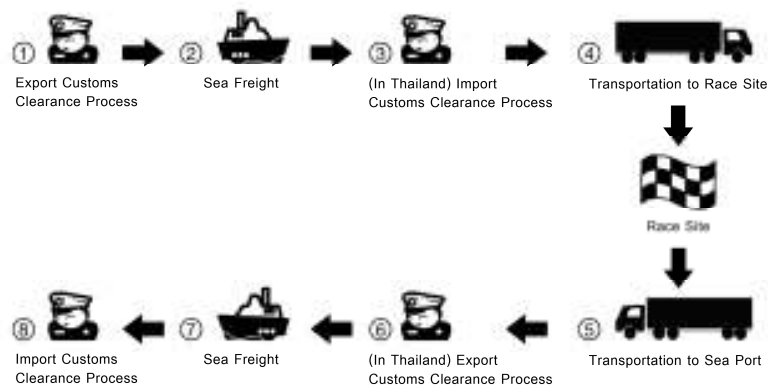 ①
Export Customs
Clearance Process
②
Sea Freight
③
(In Thailand) Import
Customs Clearance Process
④
Transportation to Race Site
Race Site
⑤
Transportation to Sea Port
⑥
(In Thailand) Export
Customs Clearance Process
⑦
Sea Freight
⑧
Import Customs
Clearance Process